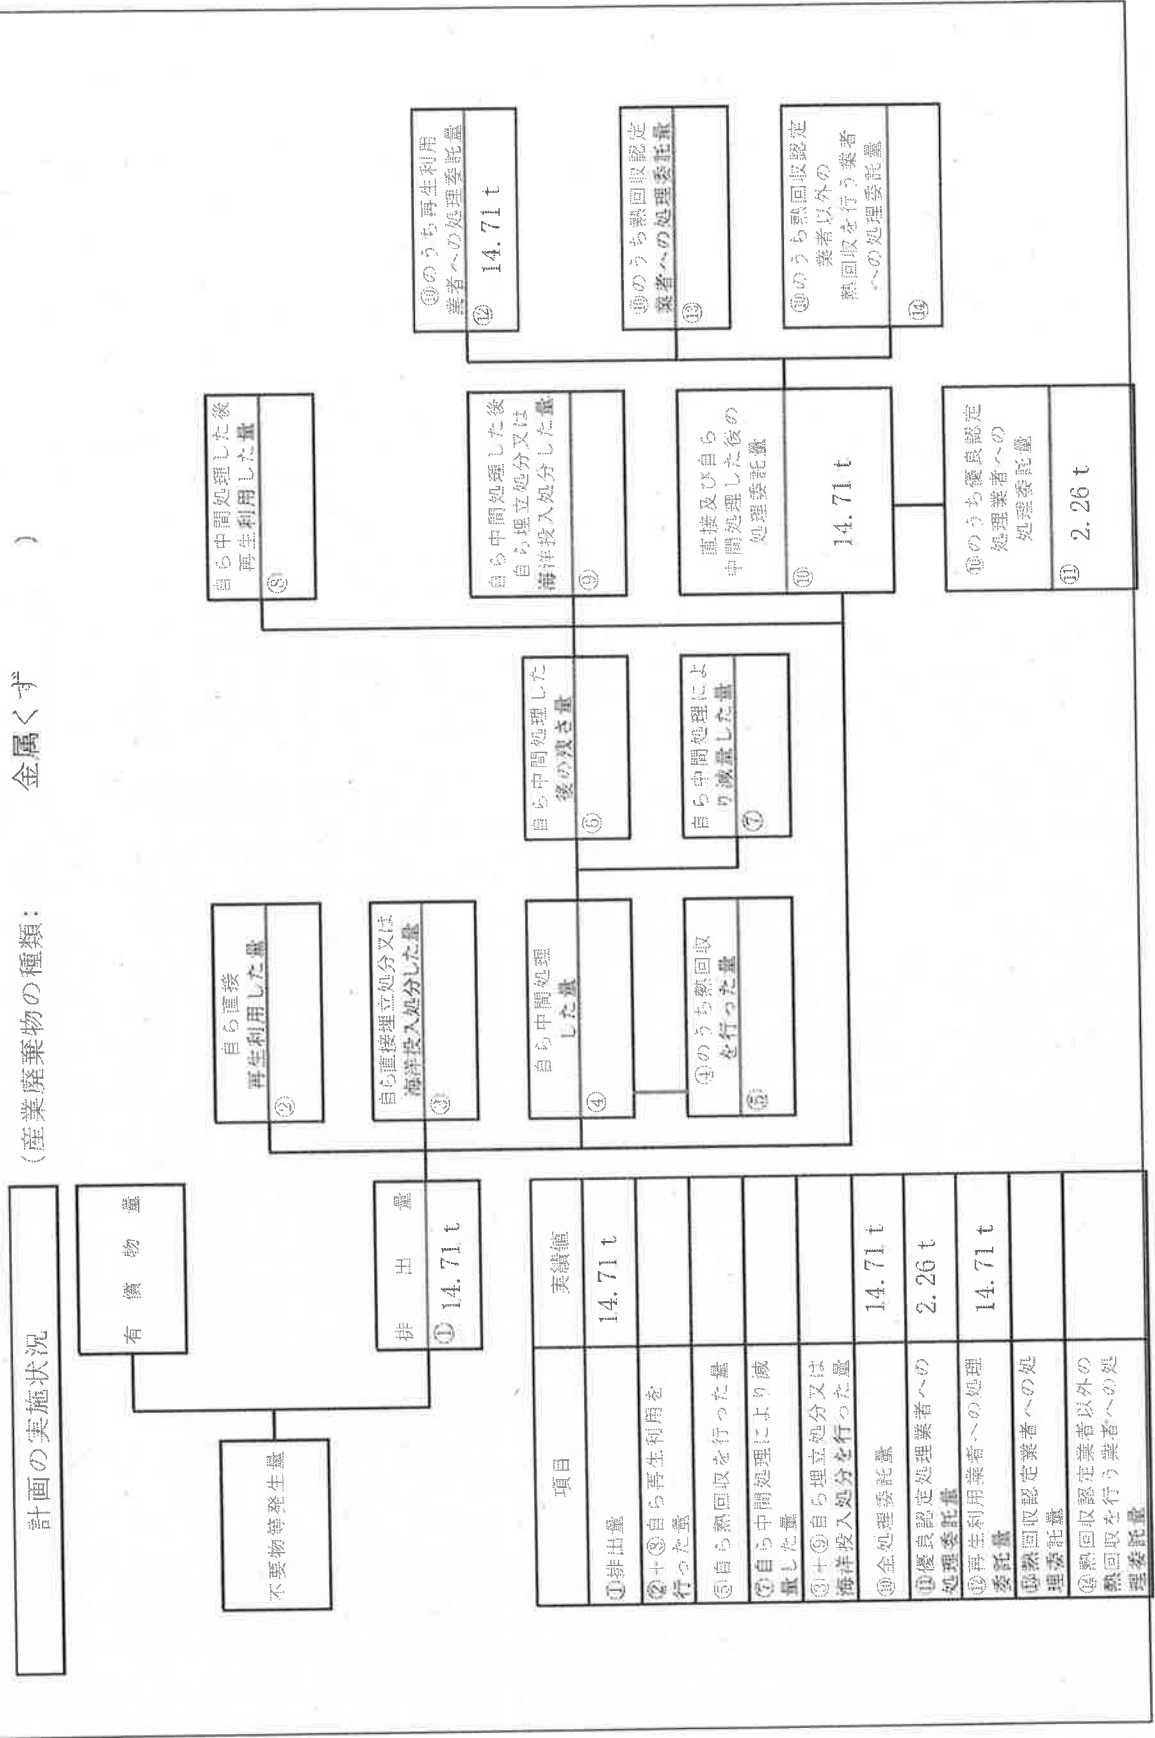 計画の実施状況
（産業廃棄物の種類： 金属くず ）
有償物量
不要物等発生量
排出量
① 14.71 t
自ら直接
再生利用した量
②
自ら直接埋立処分又は
海洋投入処分した量
③
自ら中間処理
した量
④
④のうち熱回収
を行った量
⑤
自ら中間処理した
後の残さ量
⑥
自ら中間処理によ
り減量した量
⑦
自ら中間処理した後
再生利用した量
⑧
自ら中間処理した後
自ら埋立処分又は
海洋投入処分した量
⑨
直接及び自ら
中間処理した後の
処理委託量
⑩
14.71 t
⑩のうち優良認定
処理業者への
処理委託量
⑪ 2.26 t
⑩のうち再生利用
業者への処理委託量
⑫ 14.71 t
⑩のうち熱回収認定
業者への処理委託量
⑬
⑩のうち熱回収認定
業者以外の
熱回収を行う業者
への処理委託量
⑭
項目 実績値
①排出量 14.71 t
②+⑧自ら再生利用を
行った量
⑤自ら熱回収を行った量
⑦自ら中間処理により減
量した量
③+⑨自ら埋立処分又は
海洋投入処分を行った量
⑩全処理委託量 14.71 t
⑪優良認定処理業者への
処理委託量 2.26 t
⑫再生利用業者への処理
委託量 14.71 t
⑬熱回収認定業者への処
理委託量
⑭熱回収認定業者以外の
熱回収を行う業者への処
理委託量